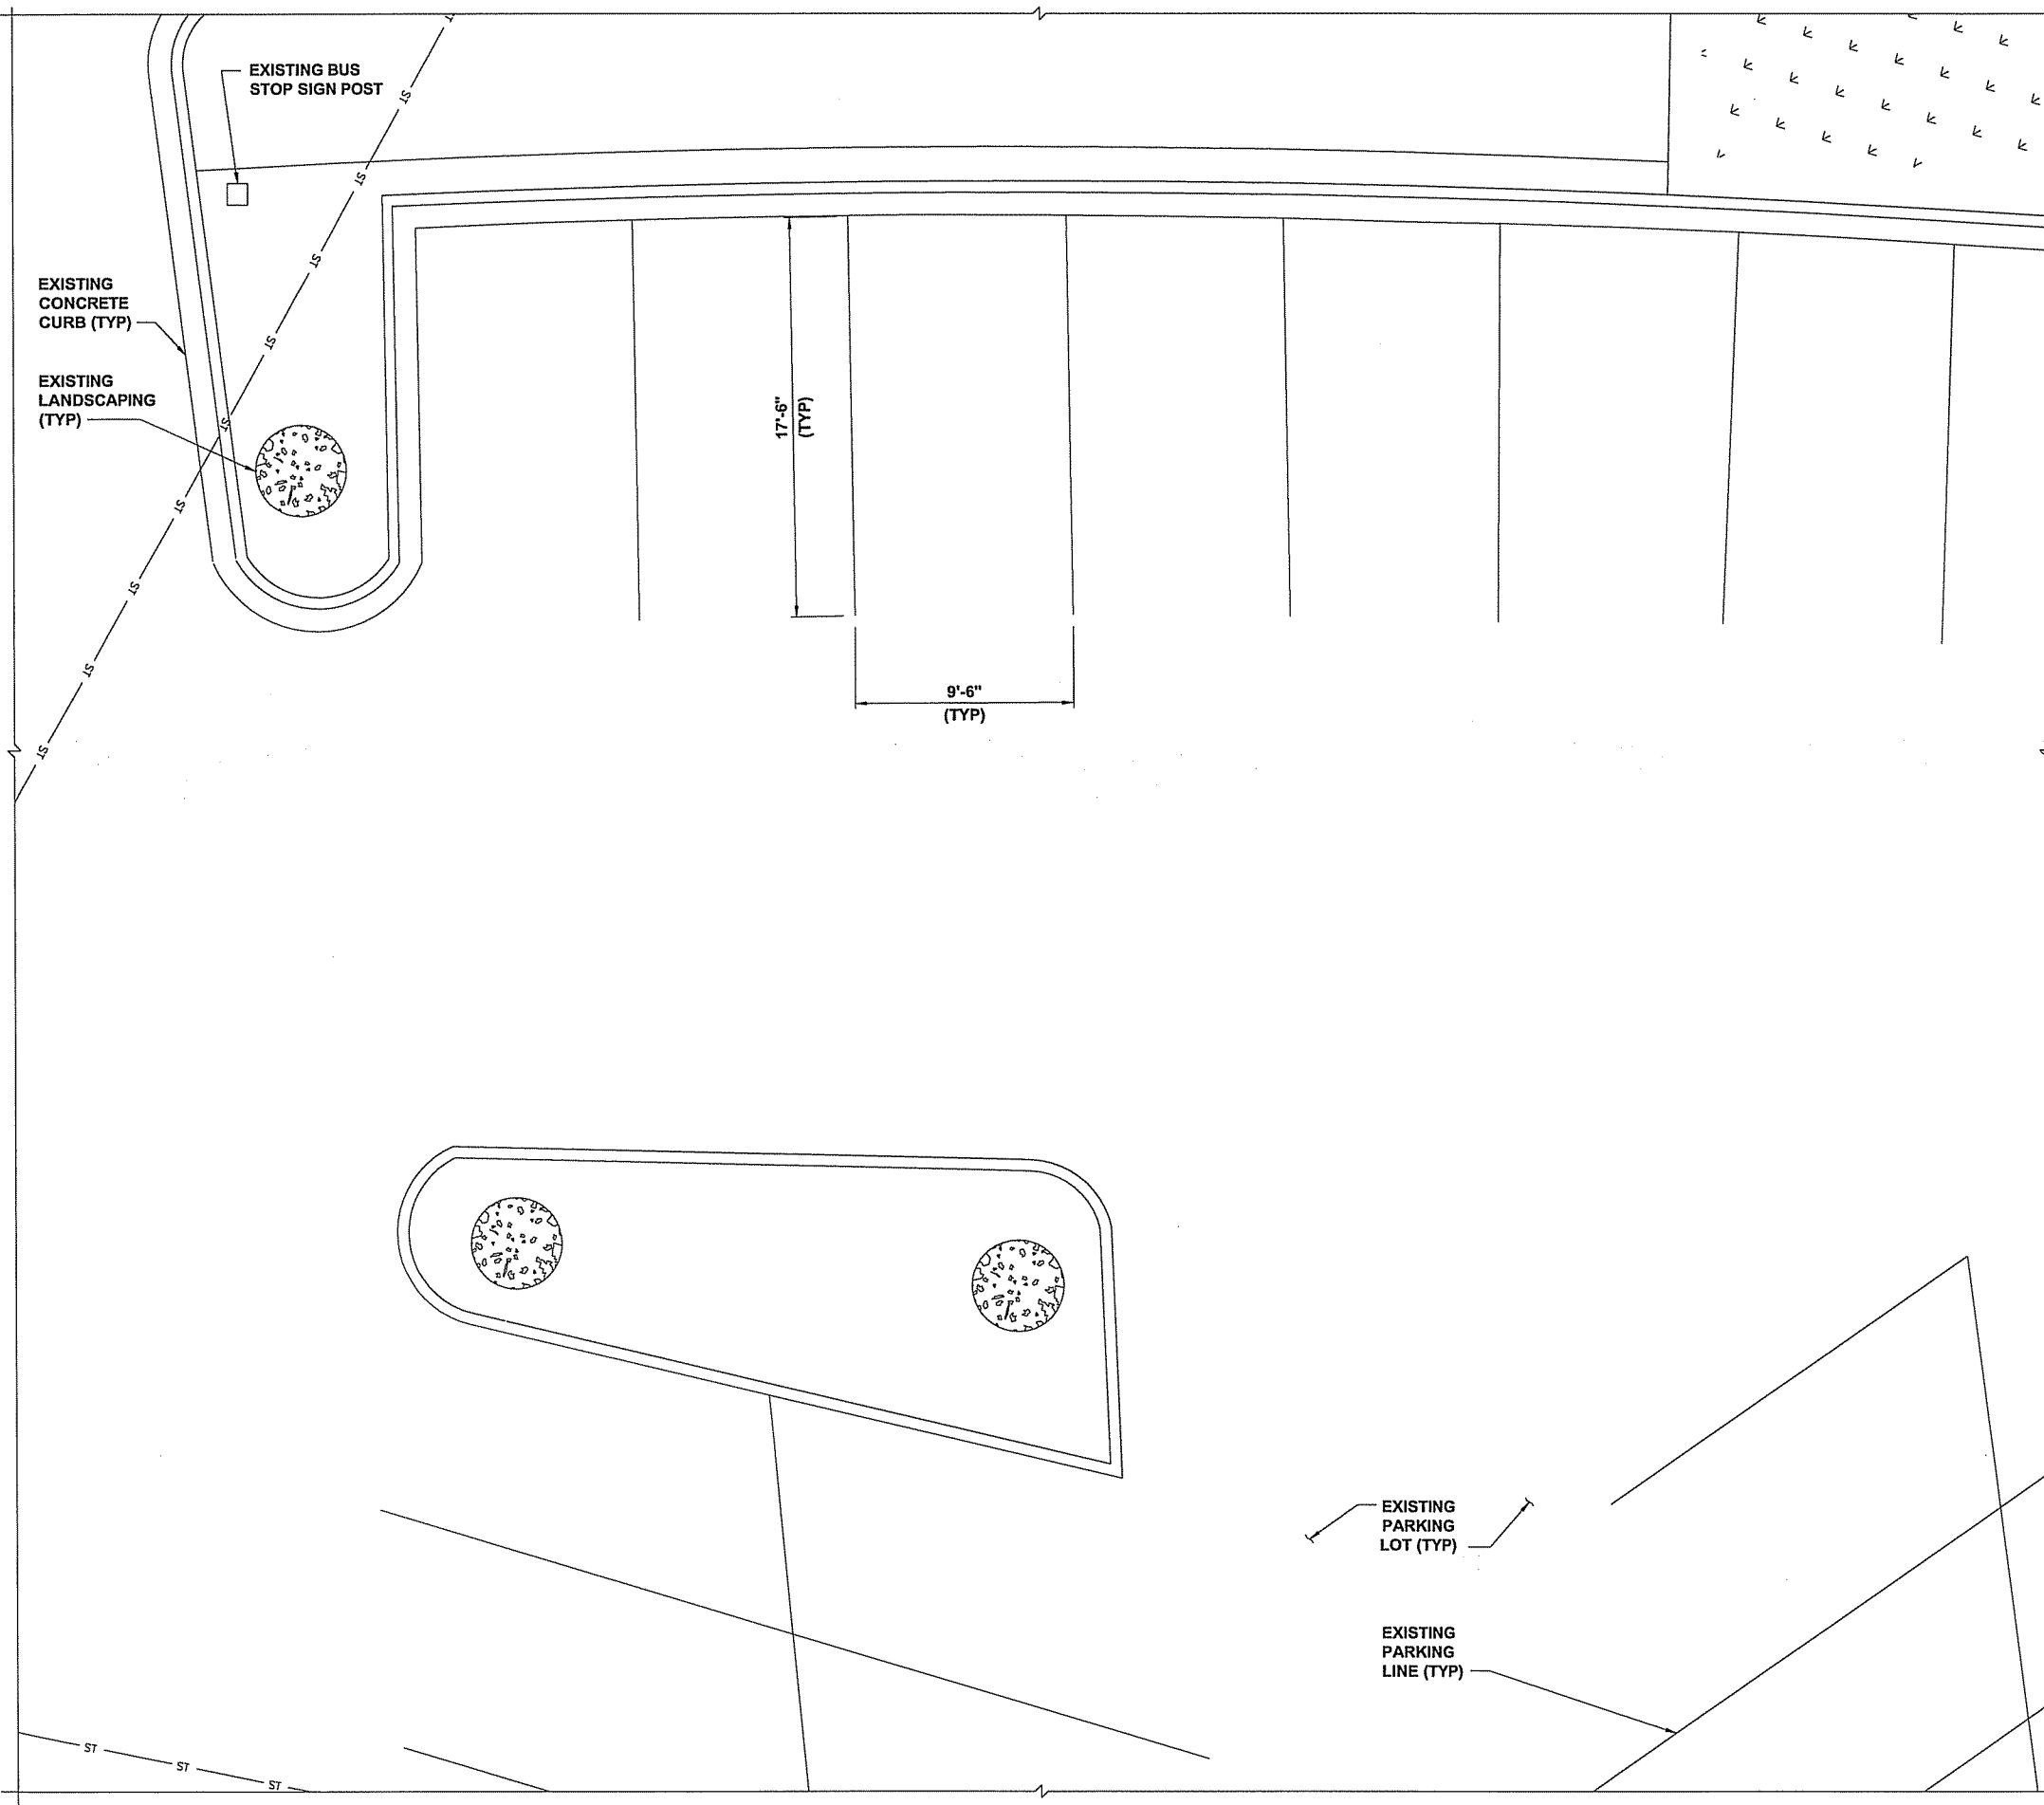 EXISTING BUS
STOP SIGN POST
EXISTING
CONCRETE
CURB (TYP)
EXISTING
LANDSCAPING
(TYP)
ST
ST
ST
ST
ST
ST
ST
ST
ST
17'-6"
(TYP)
9'-6"
(TYP)
EXISTING
PARKING
LOT (TYP)
EXISTING
PARKING
LINE (TYP)
ST
ST
ST